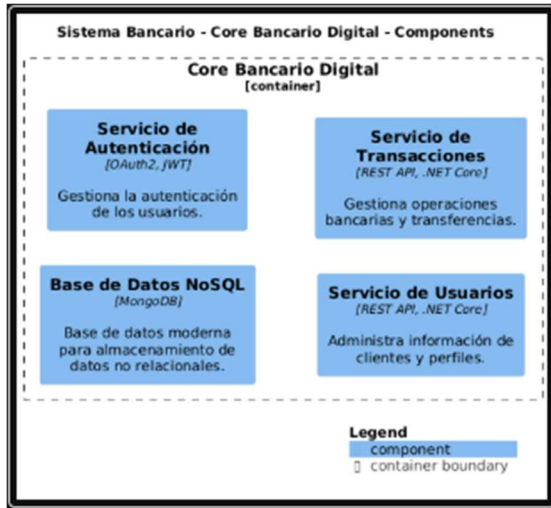 Sistema Bancario - Core Bancario Digital - Components
Core Bancario Digital
[container]
Servicio de
Autenticación
[OAuth2, JWT]
Gestiona la autenticación
de los usuarios.
Servicio de
Transacciones
[REST API, .NET Core]
Gestiona operaciones
bancarias y transferencias.
Base de Datos NoSQL
[MongoDB]
Base de datos moderna
para almacenamiento de
datos no relacionales.
Servicio de Usuarios
[REST API, .NET Core]
Administra información de
clientes y perfiles.
Legend
component
container boundary